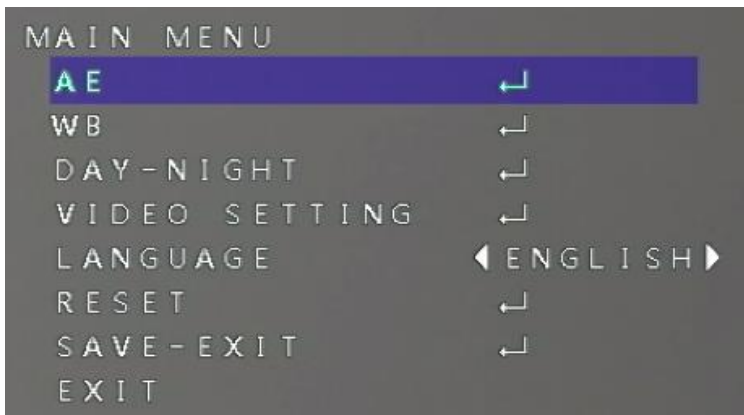 MAIN MENU
AE ↵
WB ↵
DAY-NIGHT ↵
VIDEO SETTING ↵
LANGUAGE ◀ENGLISH▶
RESET ↵
SAVE-EXIT ↵
EXIT